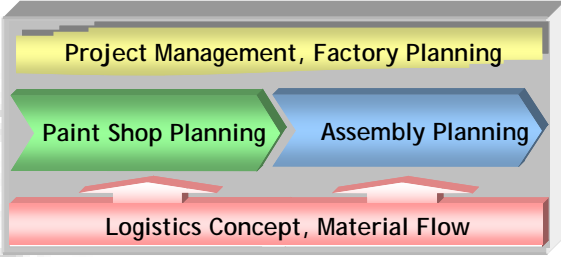 Project Management, Factory Planning
Paint Shop Planning
Assembly Planning
Logistics Concept, Material Flow